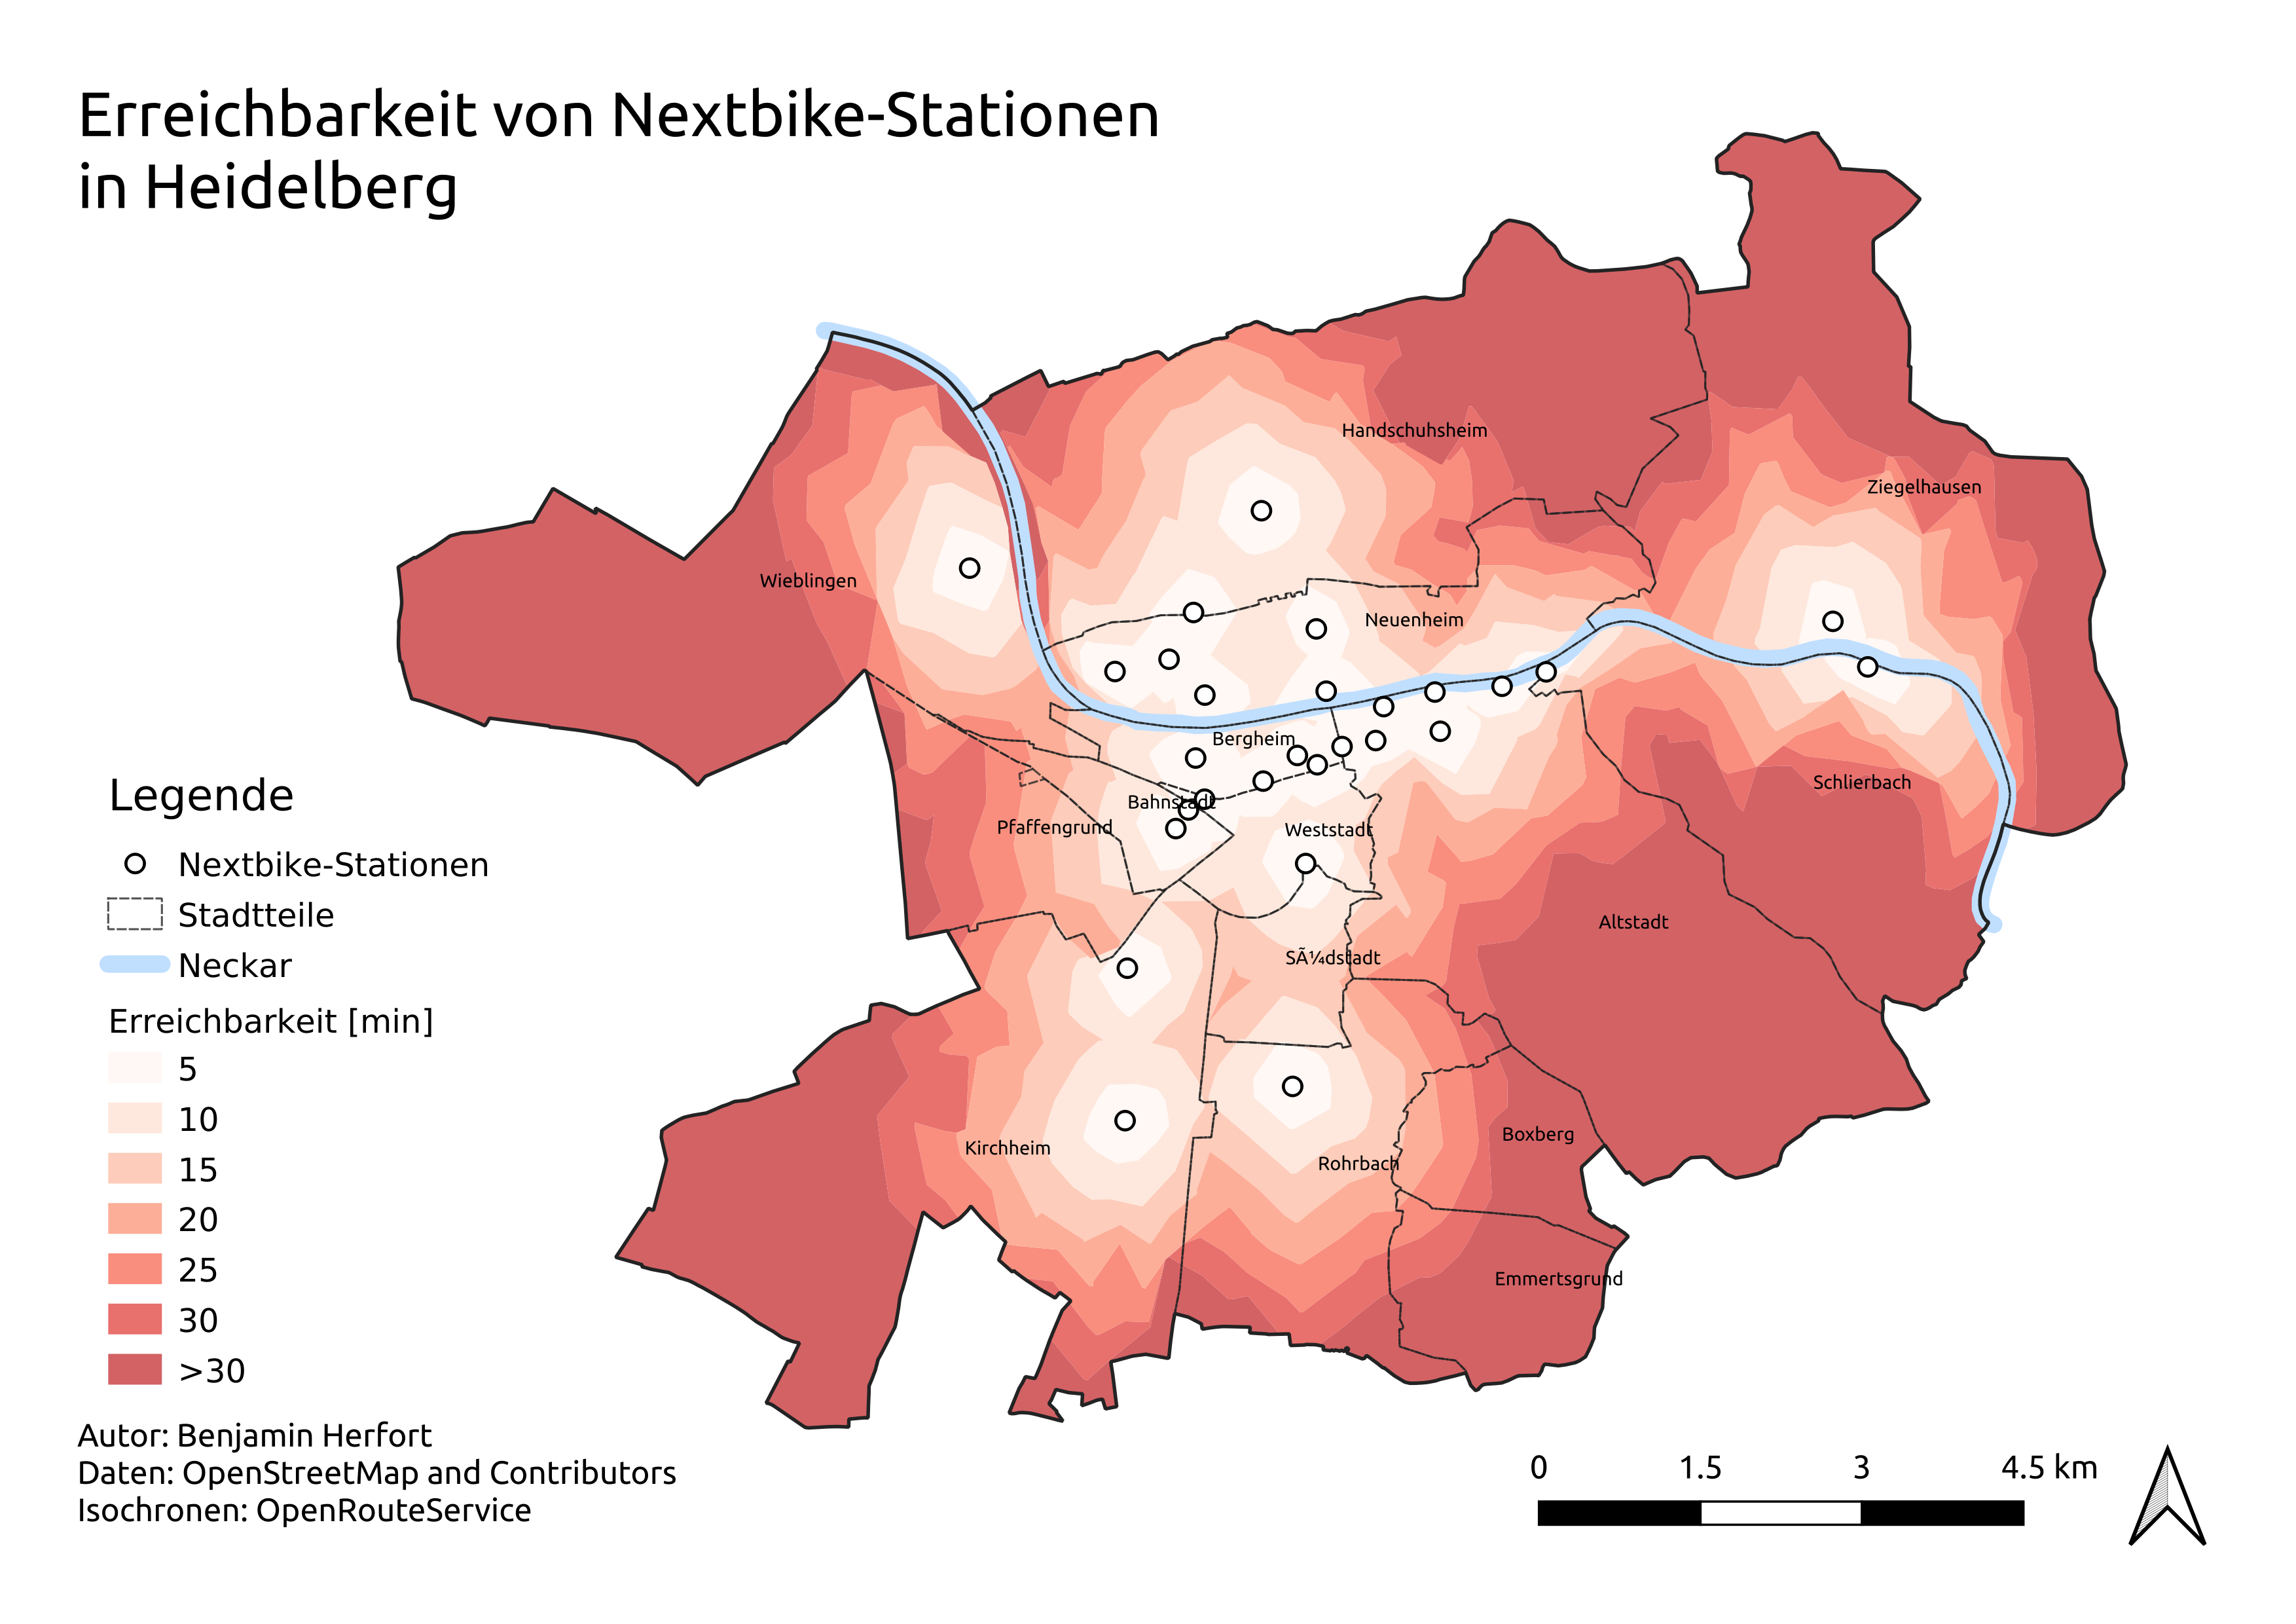 Erreichbarkeit von Nextbike-Stationen
in Heidelberg
Handschuhsheim
Ziegelhausen
Wieblingen
Neuenheim
Bergheim
Schlierbach
Bahnstadt
Pfaffengrund
Weststadt
Altstadt
SÃ¼dstadt
Boxberg
Kirchheim
Rohrbach
Emmertsgrund
Legende
Nextbike-Stationen
Stadtteile
Neckar
Erreichbarkeit [min]
5
10
15
20
25
30
>30
Autor: Benjamin Herfort
Daten: OpenStreetMap and Contributors
Isochronen: OpenRouteService
0 1.5 3 4.5 km